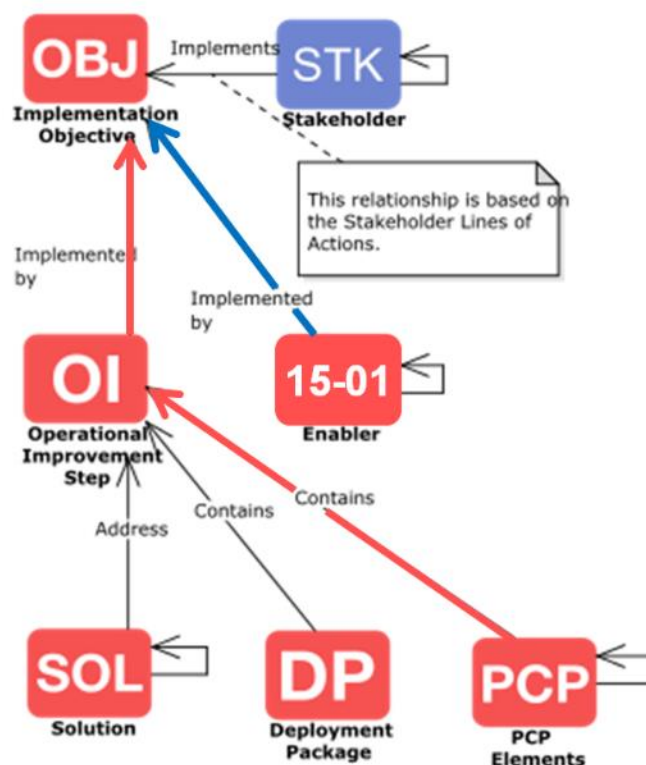 OBJ
Implements
STK
Implementation
Objective
Stakeholder
This relationship is based on
the Stakeholder Lines of
Actions.
Implemented
by
Implemented
by
OI
15-01
Operational
Improvement
Step
Enabler
Address
Contains
Contains
SOL
DP
PCP
Solution
Deployment
Package
PCP
Elements